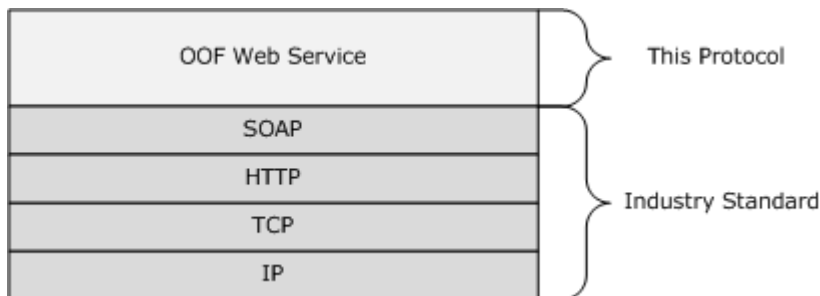 OOF Web Service
This Protocol
SOAP
HTTP
TCP
IP
Industry Standard